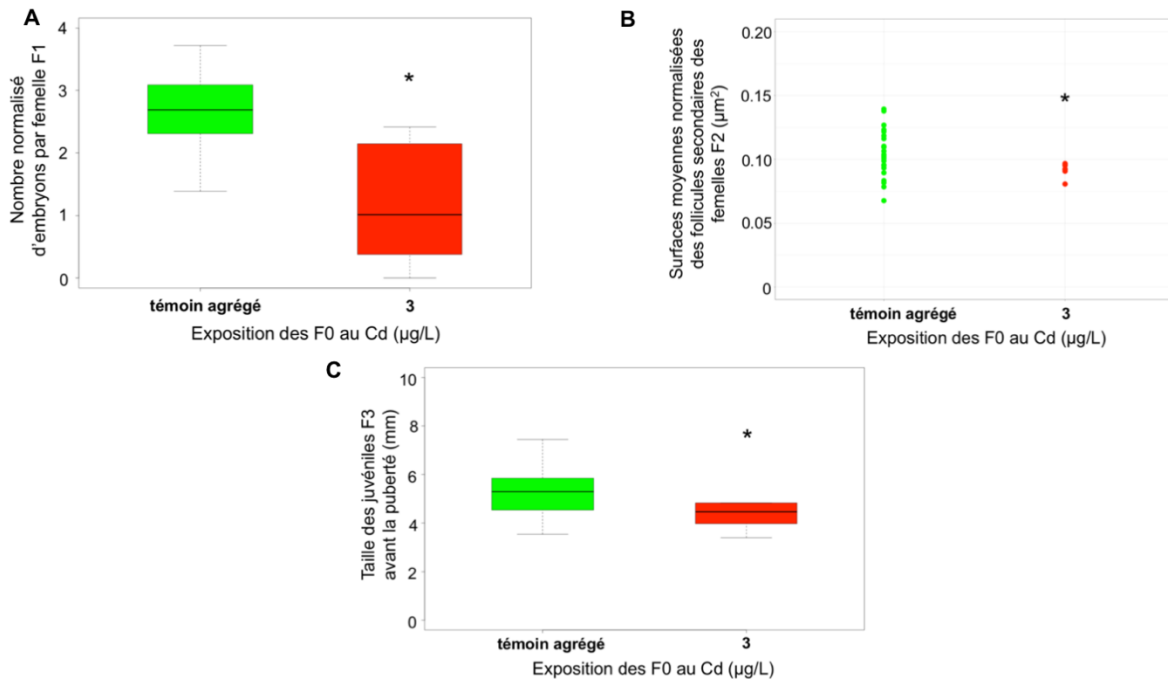 A
Nombre normalisé
d'embryons par femelle F1
4
3
2
1
0
*
témoin agrégé
3
Exposition des F0 au Cd (µg/L)
B
Surfaces moyennes normalisées
des follicules secondaires des
femelles F2 (µm²)
0.20
0.15
0.10
0.05
0
*
témoin agrégé
3
Exposition des F0 au Cd (µg/L)
C
Taille des juvéniles F3
avant la puberté (mm)
10
8
6
4
2
0
*
témoin agrégé
3
Exposition des F0 au Cd (µg/L)